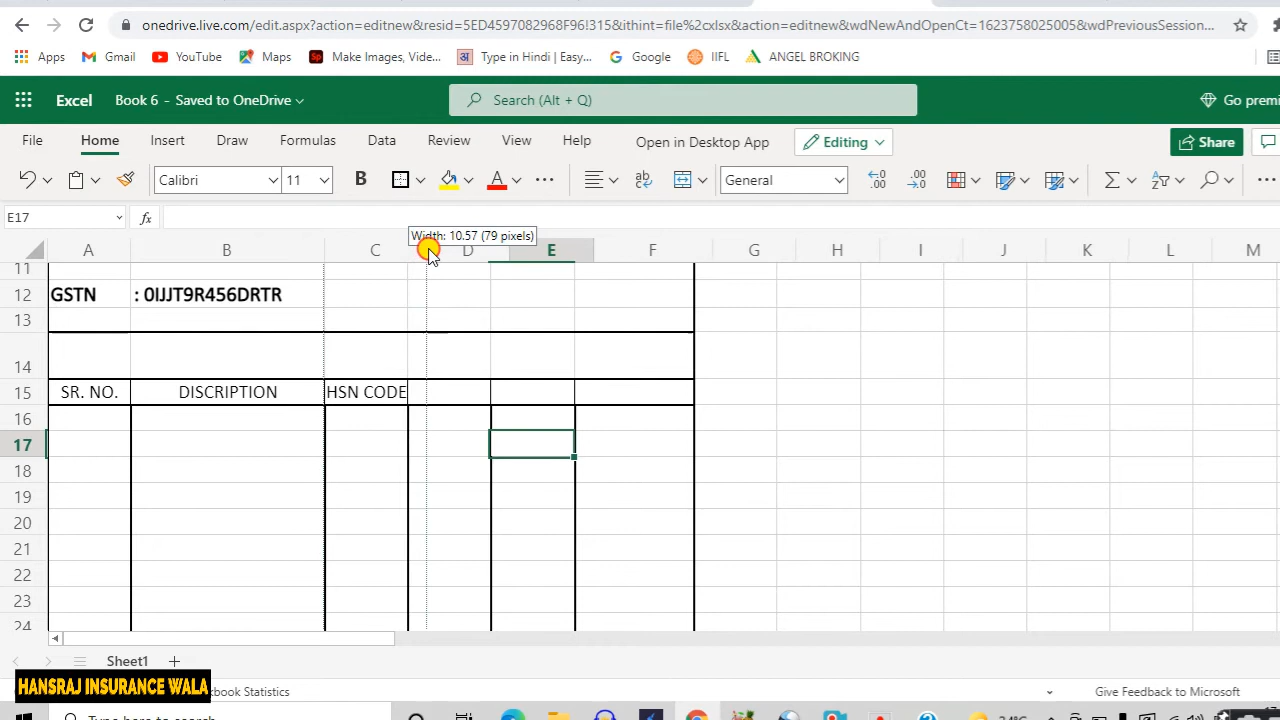 onedrive.live.com/edit.aspx?action=editnew&resid=5ED4597082968F96!315&ithint=file%2cxlsx&action=editnew&wdNewAndOpenCt=1623758025005&wdPreviousSession...
Apps Gmail YouTube Maps Make Images, Vide... अ Type in Hindi | Easy... Google IIFL ANGEL BROKING
Excel Book 6 - Saved to OneDrive Search (Alt + Q) Go premi
File Home Insert Draw Formulas Data Review View Help Open in Desktop App Editing Share
Calibri 11 B A General
E17 fx
Width: 10.57 (79 pixels)
A B C D E F G H I J K L M
11
12 GSTN : 0IJJT9R456DRTR
13
14
15 SR. NO. DISCRIPTION HSN CODE
16
17
18
19
20
21
22
23
24
Sheet1
HANSRAJ INSURANCE WALA
kbook Statistics Give Feedback to Microsoft